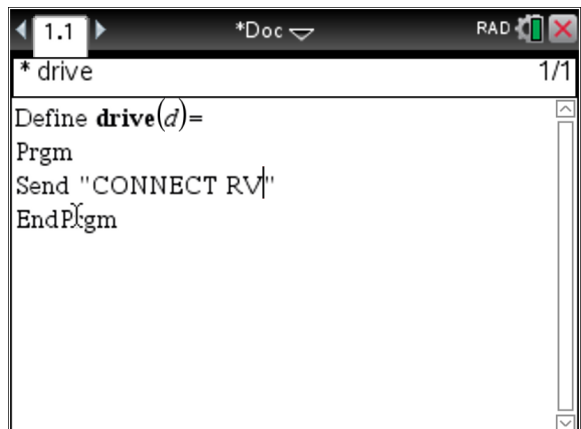 1.1 *Doc RAD
* drive 1/1
Define drive(d)=
Prgm
Send "CONNECT RV"
EndPrgm